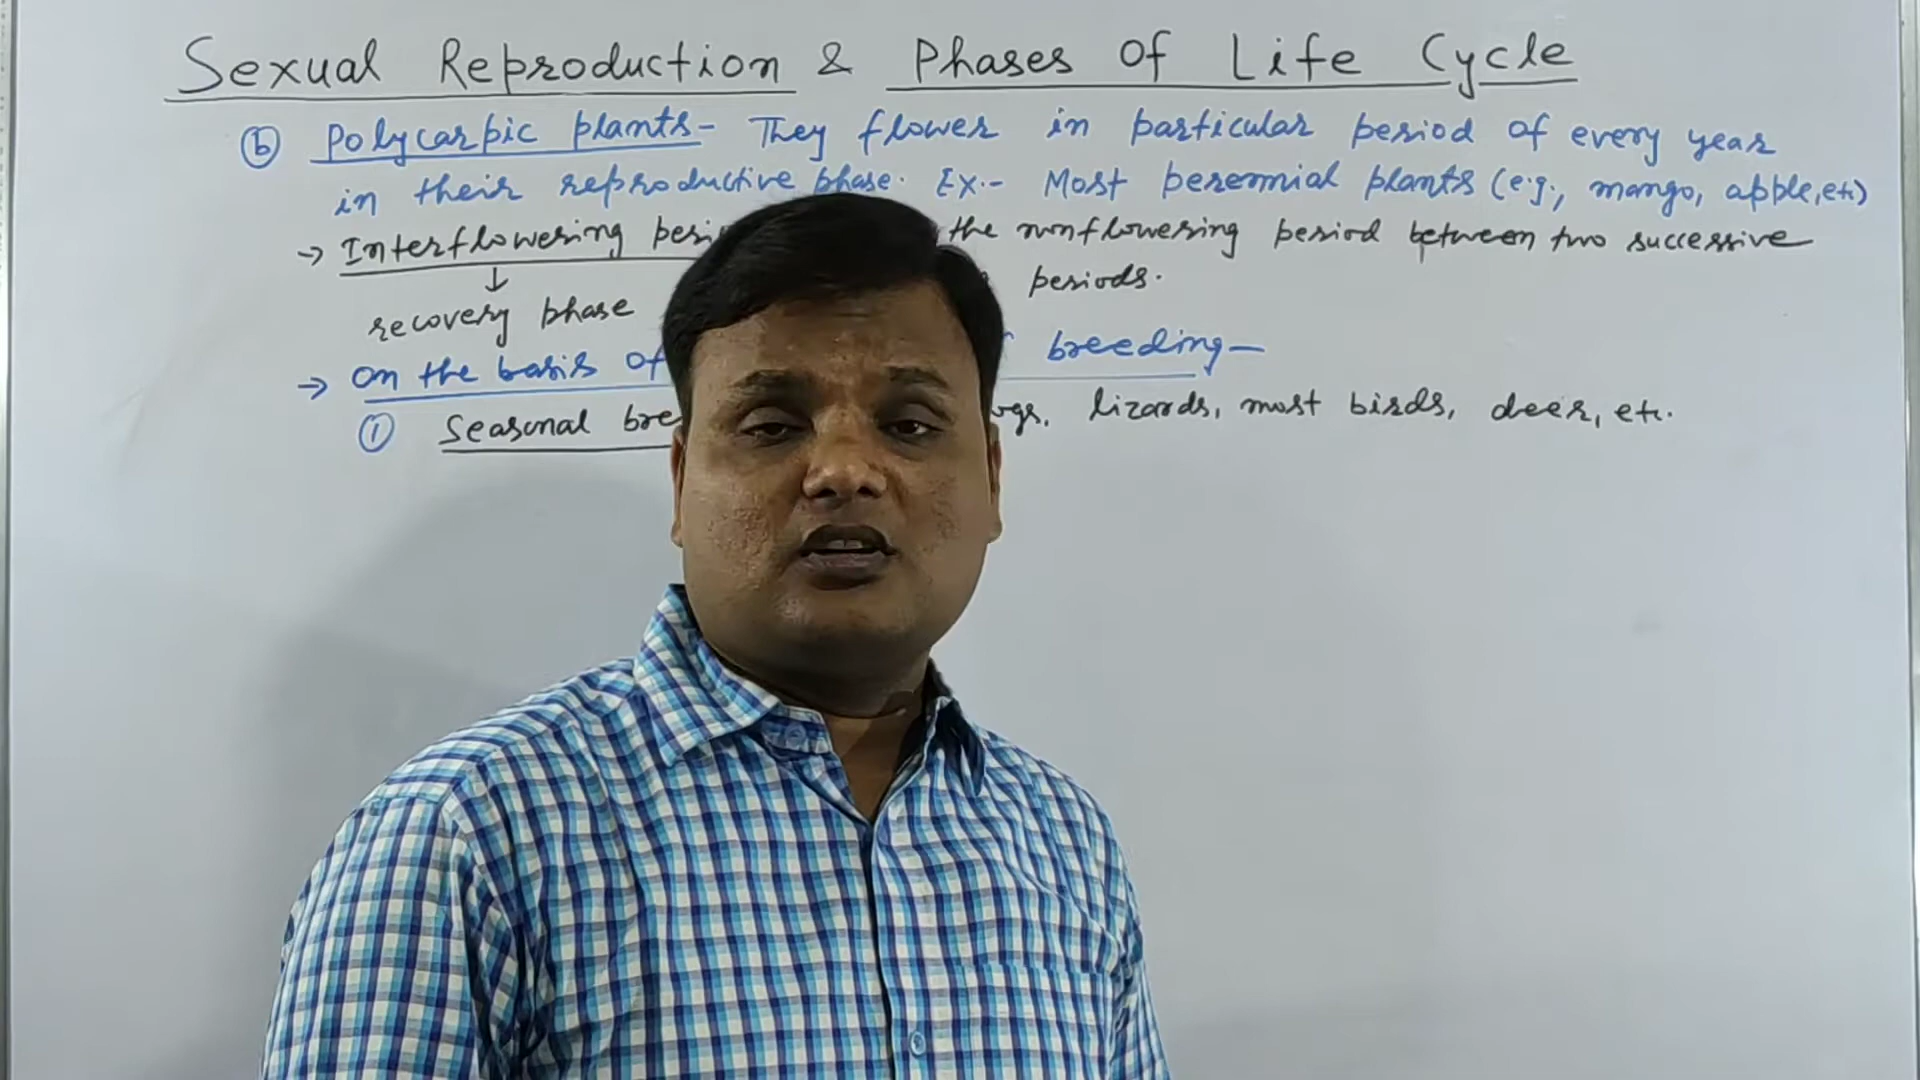 Sexual Reproduction & Phases Of Life Cycle
(b) Polycarpic plants- They flower in particular period of every year
in their reproductive phase. Ex.- Most perennial plants (e.g., mango, apple, etc)
→ Interflowering the nonflowering period between two successive
↓ periods.
recovery phase
→ On the basis of breeding-
(1) Seasonal lizards, most birds, deer, etc.